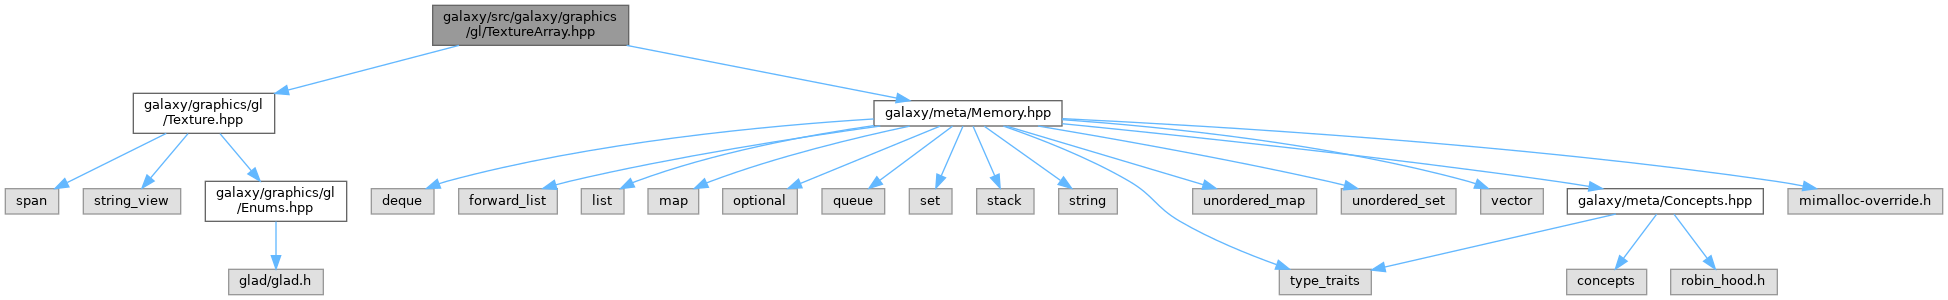 galaxy/src/galaxy/graphics
/gl/TextureArray.hpp
galaxy/graphics/gl
/Texture.hpp
galaxy/meta/Memory.hpp
span
string_view
galaxy/graphics/gl
/Enums.hpp
deque
forward_list
list
map
optional
queue
set
stack
string
unordered_map
unordered_set
vector
galaxy/meta/Concepts.hpp
mimalloc-override.h
glad/glad.h
type_traits
concepts
robin_hood.h